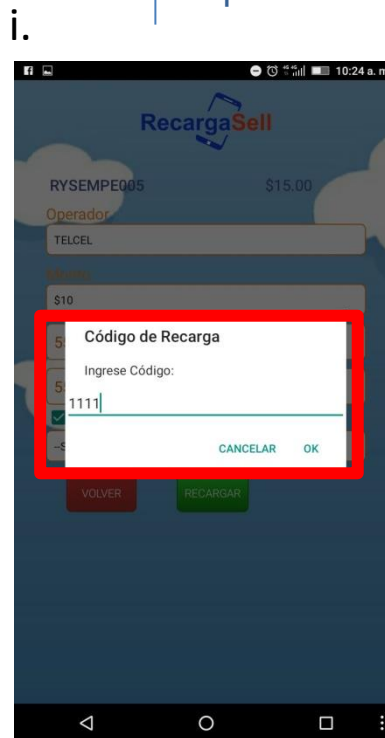 i.
10:24 a. m
RecargaSell
RYSEMPE005 $15.00
Operador
TELCEL
Monto
$10
Código de Recarga
Ingrese Código:
1111
CANCELAR OK
VOLVER RECARGAR